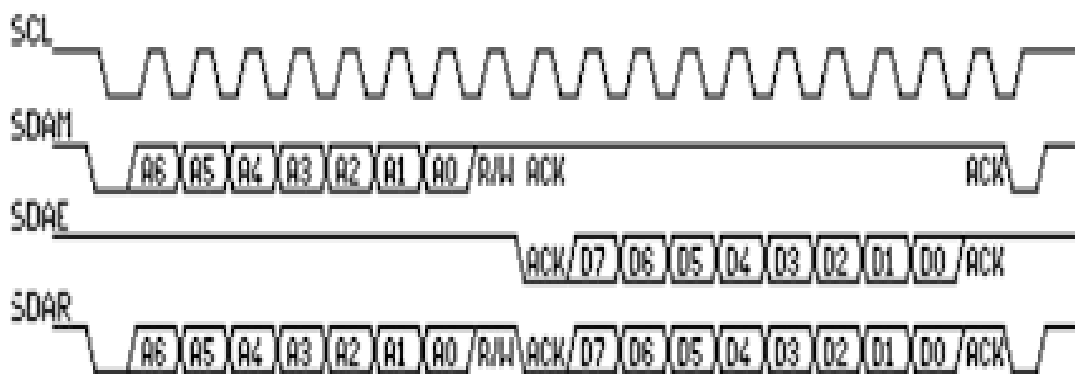 SCL
SDAM
A6 A5 A4 A3 A2 A1 A0 R/W ACK ACK
SDAE
ACK D7 D6 D5 D4 D3 D2 D1 D0 ACK
SDAR
A6 A5 A4 A3 A2 A1 A0 R/W ACK D7 D6 D5 D4 D3 D2 D1 D0 ACK